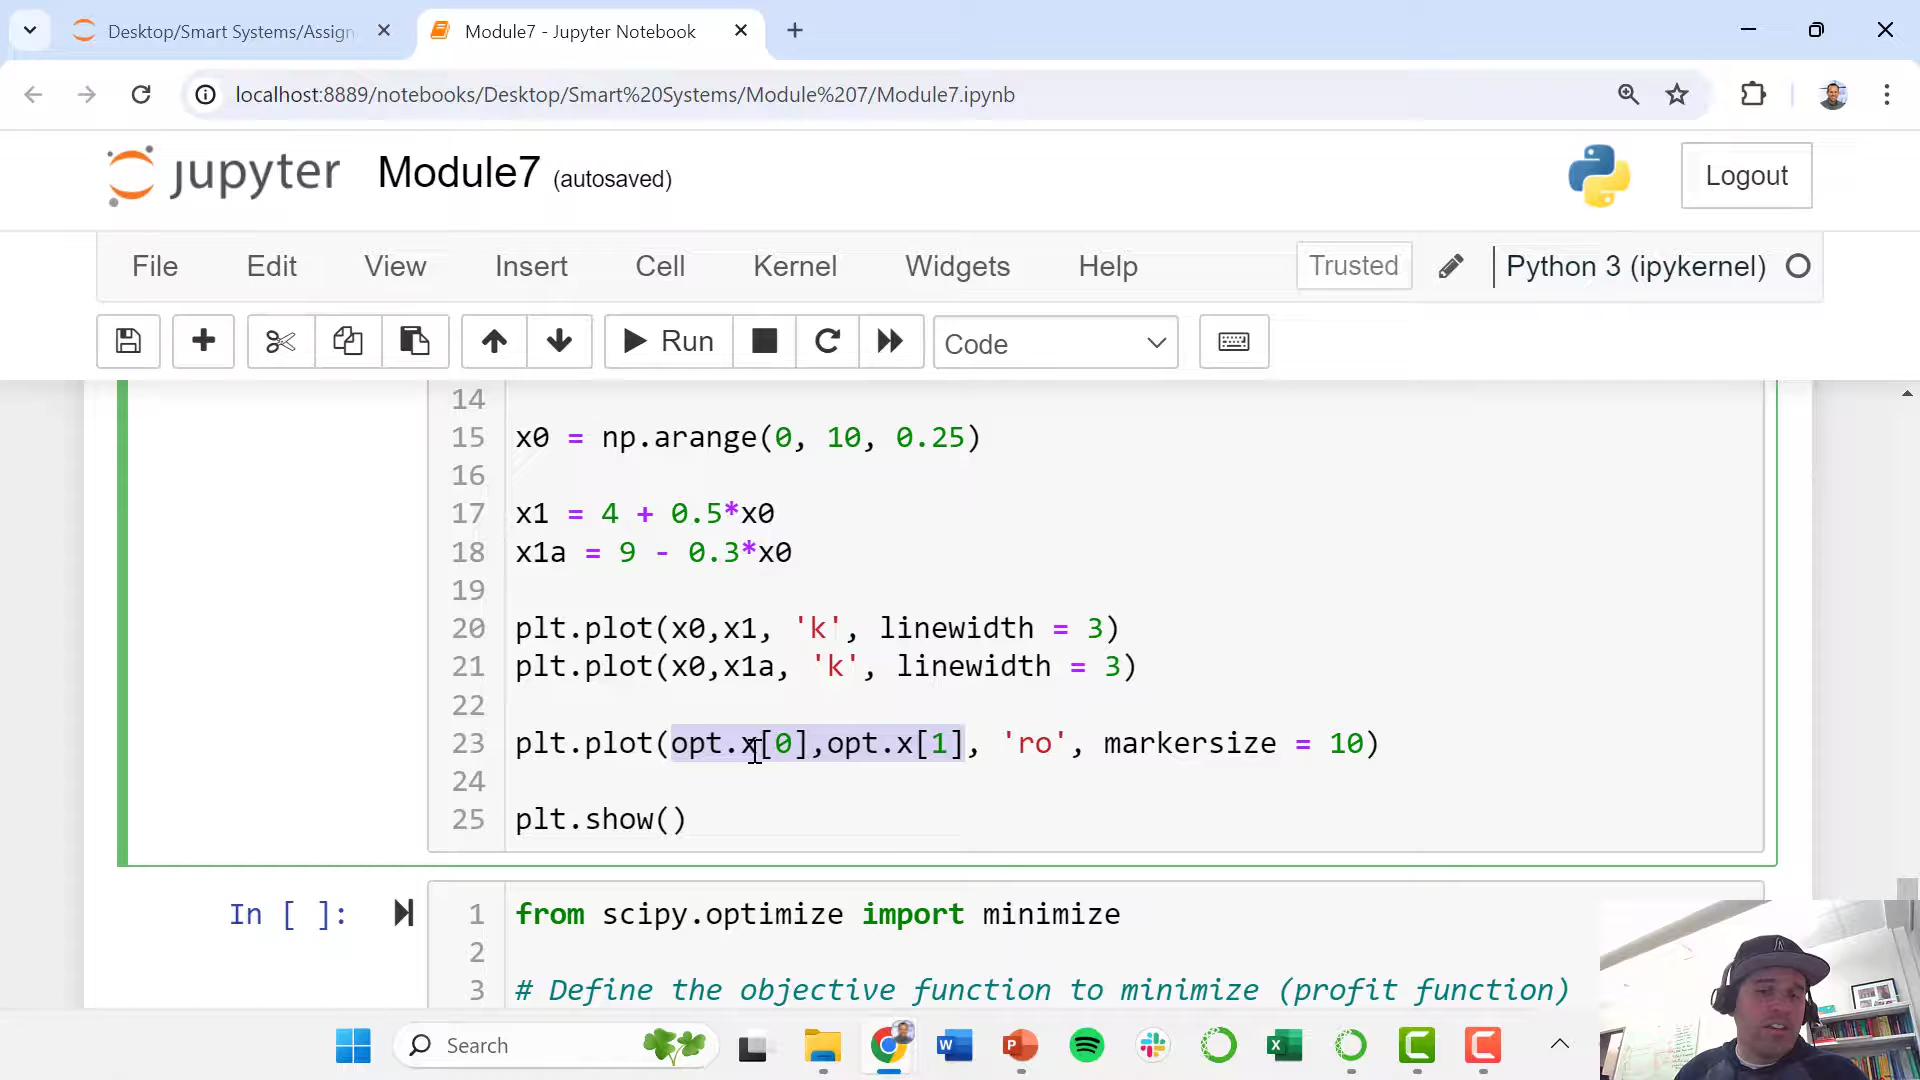 Desktop/Smart Systems/Assign
Module7 - Jupyter Notebook
localhost:8889/notebooks/Desktop/Smart%20Systems/Module%207/Module7.ipynb
jupyter Module7 (autosaved)
Logout
File Edit View Insert Cell Kernel Widgets Help Trusted Python 3 (ipykernel)
Run Code
14
15 x0 = np.arange(0, 10, 0.25)
16
17 x1 = 4 + 0.5*x0
18 x1a = 9 - 0.3*x0
19
20 plt.plot(x0,x1, 'k', linewidth = 3)
21 plt.plot(x0,x1a, 'k', linewidth = 3)
22
23 plt.plot(opt.x[0],opt.x[1], 'ro', markersize = 10)
24
25 plt.show()
In [ ]: 1 from scipy.optimize import minimize
2
3 # Define the objective function to minimize (profit function)
Search